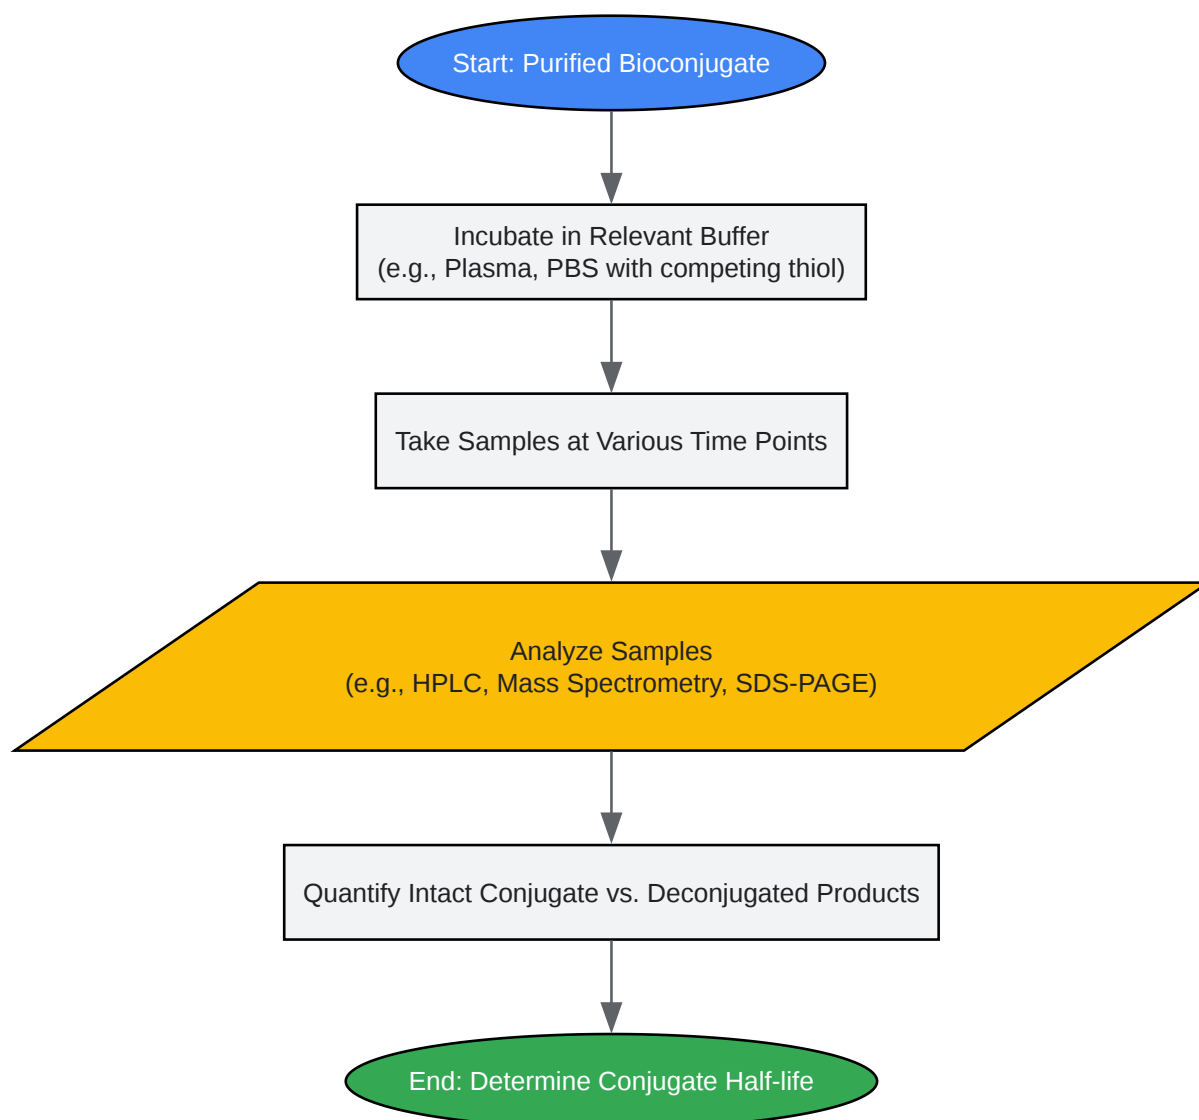 Start: Purified Bioconjugate
Incubate in Relevant Buffer
(e.g., Plasma, PBS with competing thiol)
Take Samples at Various Time Points
Analyze Samples
(e.g., HPLC, Mass Spectrometry, SDS-PAGE)
Quantify Intact Conjugate vs. Deconjugated Products
End: Determine Conjugate Half-life